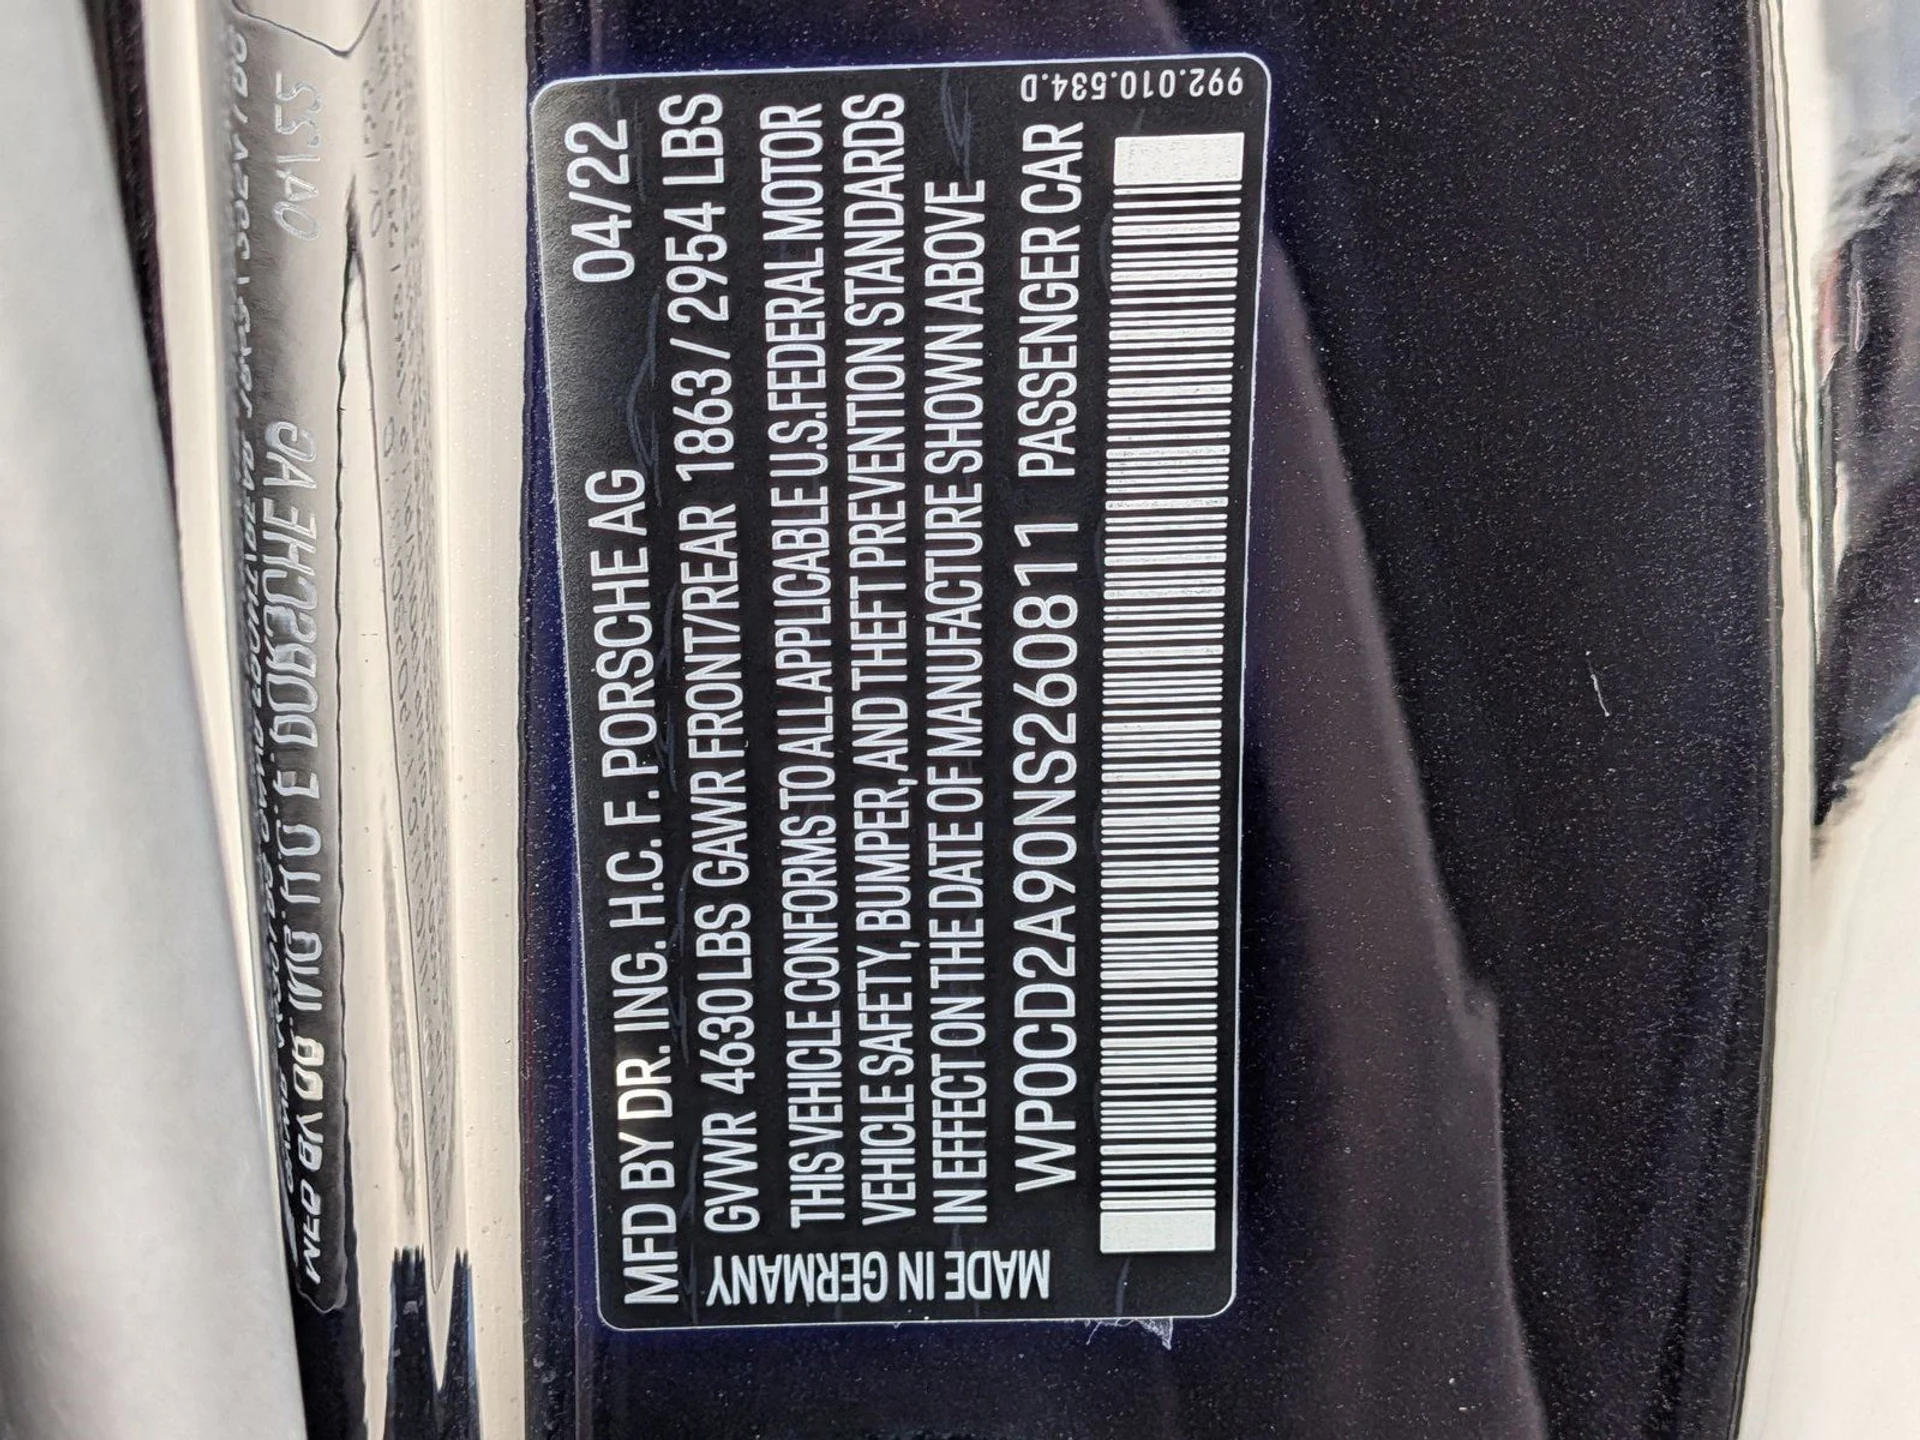 MFD BY DR. ING. H.C. F. PORSCHE AG 04/22
GVWR 4630LBS GAWR FRONT/REAR 1863 / 2954 LBS
THIS VEHICLE CONFORMS TO ALL APPLICABLE U.S.FEDERAL MOTOR
VEHICLE SAFETY, BUMPER, AND THEFT PREVENTION STANDARDS
IN EFFECT ON THE DATE OF MANUFACTURE SHOWN ABOVE
WP0CD2A90NS260811 PASSENGER CAR
MADE IN GERMANY
992.010.534.D